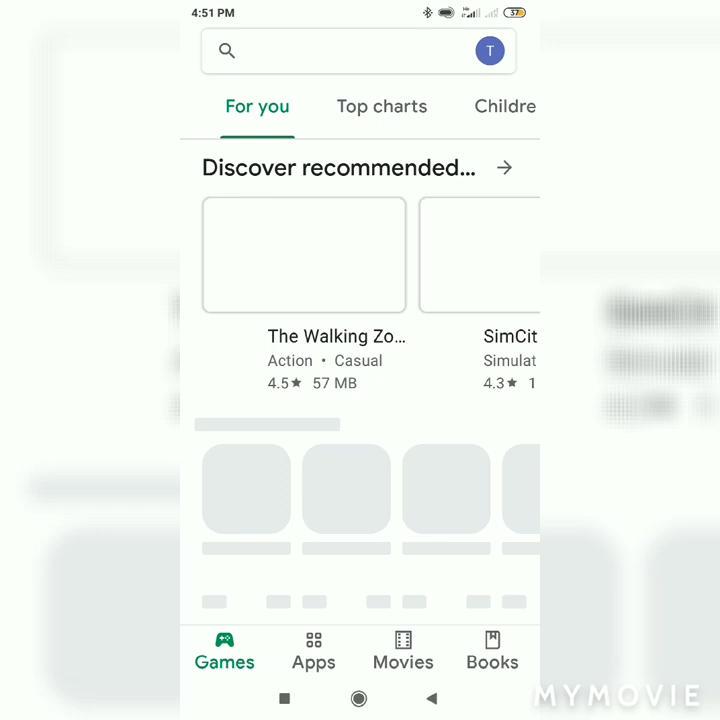 4:51 PM
37
T
For you
Top charts
Childre
Discover recommended...
The Walking Zo...
SimCit
Action • Casual
Simulat
4.5★ 57 MB
4.3★ 1
Games
Apps
Movies
Books
MYMOVIE